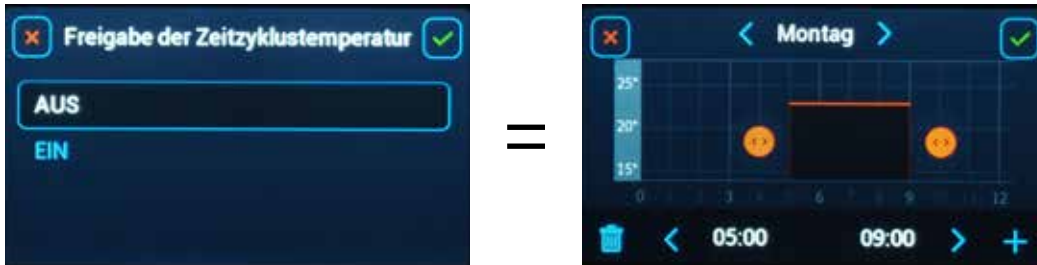 Freigabe der Zeitzyklustemperatur
AUS
EIN
=
Montag
25°
20°
15°
0 3 6 9 12
05:00 09:00